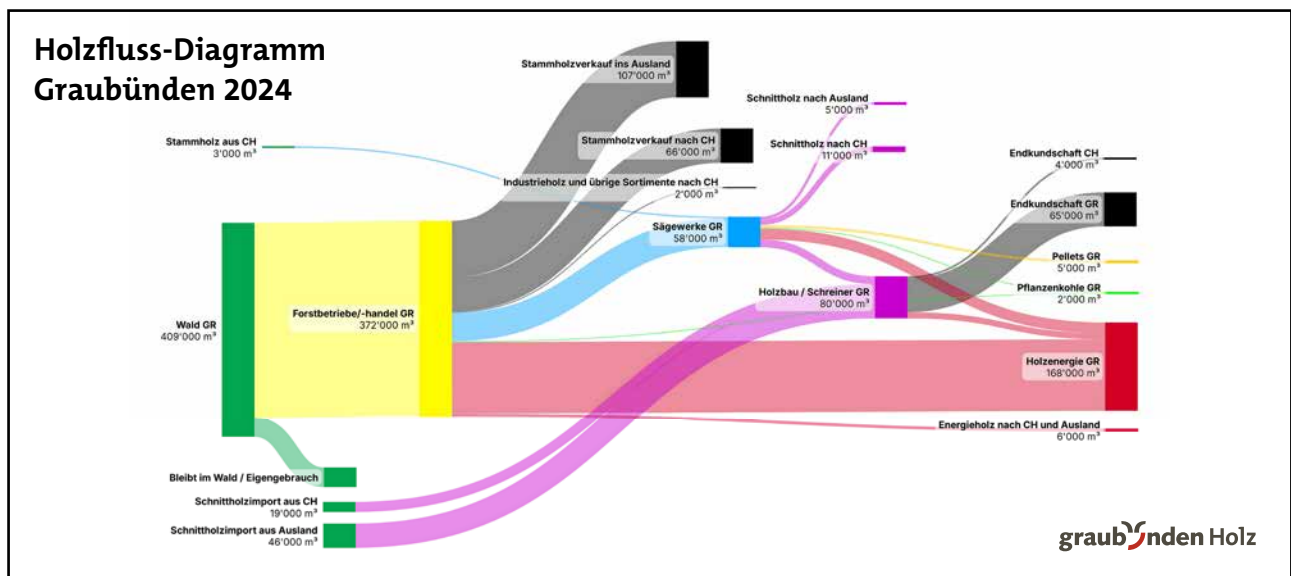 Holzfluss-Diagramm
Graubünden 2024
Stammholzverkauf ins Ausland
107'000 m³
Schnittholz nach Ausland
5'000 m³
Stammholz aus CH
3'000 m³
Stammholzverkauf nach CH
66'000 m³
Schnittholz nach CH
11'000 m³
Endkundschaft CH
4'000 m³
Industrieholz und übrige Sortimente nach CH
2'000 m³
Endkundschaft GR
65'000 m³
Sägewerke GR
58'000 m³
Pellets GR
5'000 m³
Pflanzenkohle GR
2'000 m³
Holzbau / Schreiner GR
80'000 m³
Forstbetriebe/-handel GR
372'000 m³
Wald GR
409'000 m³
Holzenergie GR
168'000 m³
Energieholz nach CH und Ausland
6'000 m³
Bleibt im Wald / Eigengebrauch
Schnittholzimport aus CH
19'000 m³
Schnittholzimport aus Ausland
46'000 m³
graubünden Holz